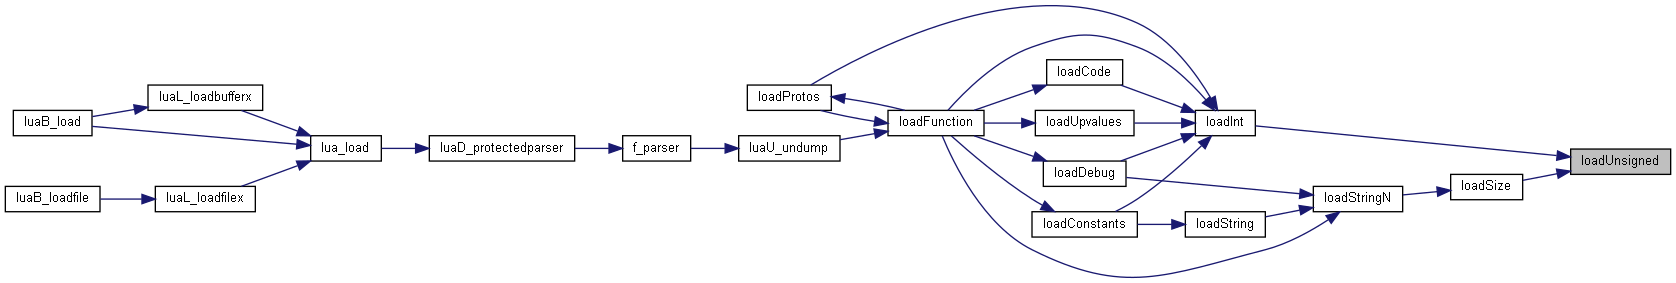 luaB_load
luaB_loadfile
luaL_loadbufferx
luaL_loadfilex
lua_load
luaD_protectedparser
f_parser
luaU_undump
loadProtos
loadFunction
loadCode
loadUpvalues
loadDebug
loadConstants
loadString
loadInt
loadStringN
loadSize
loadUnsigned